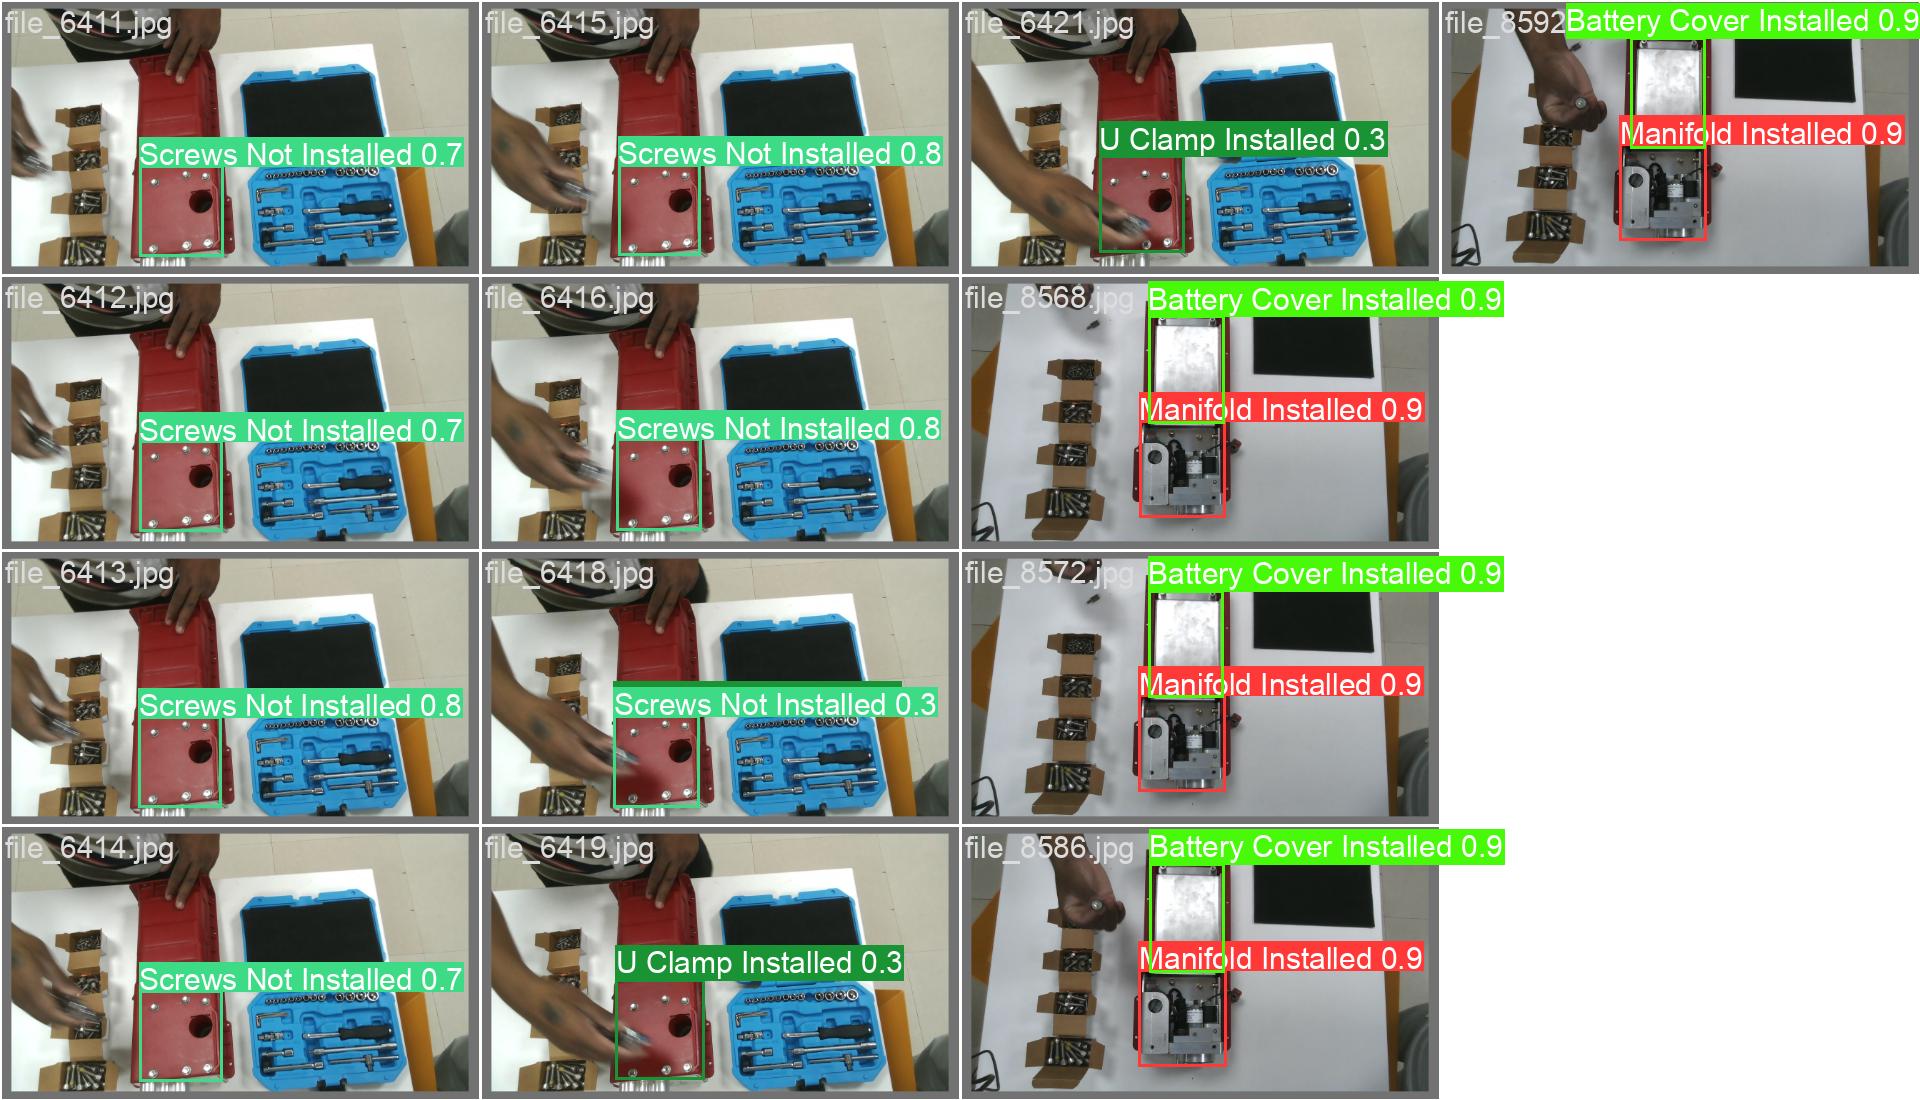 file_6411.jpg
Screws Not Installed 0.7
file_6415.jpg
Screws Not Installed 0.8
file_6421.jpg
U Clamp Installed 0.3
file_8592
Battery Cover Installed 0.9
Manifold Installed 0.9
file_6412.jpg
Screws Not Installed 0.7
file_6416.jpg
Screws Not Installed 0.8
file_8568.jpg
Battery Cover Installed 0.9
Manifold Installed 0.9
file_6413.jpg
Screws Not Installed 0.8
file_6418.jpg
Screws Not Installed 0.3
file_8572.jpg
Battery Cover Installed 0.9
Manifold Installed 0.9
file_6414.jpg
Screws Not Installed 0.7
file_6419.jpg
U Clamp Installed 0.3
file_8586.jpg
Battery Cover Installed 0.9
Manifold Installed 0.9